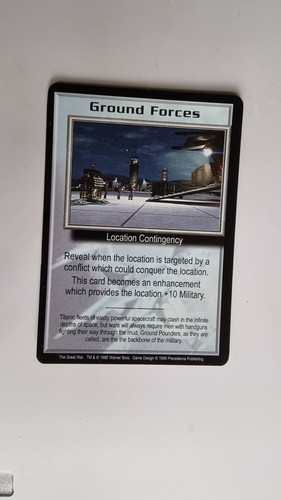 Ground Forces
Location Contingency
Reveal when the location is targeted by a
conflict which could conquer the location.
This card becomes an enhancement
which provides the location +10 Military.
Titanic fleets of vastly powerful spacecraft may clash in the infinite
depths of space, but wars will always require men with handguns
fighting their way through the mud. Ground Pounders, as they are
called, are the the backbone of the military.
The Great War TM & © 1998 Warner Bros. Game Design © 1998 Precedence Publishing.